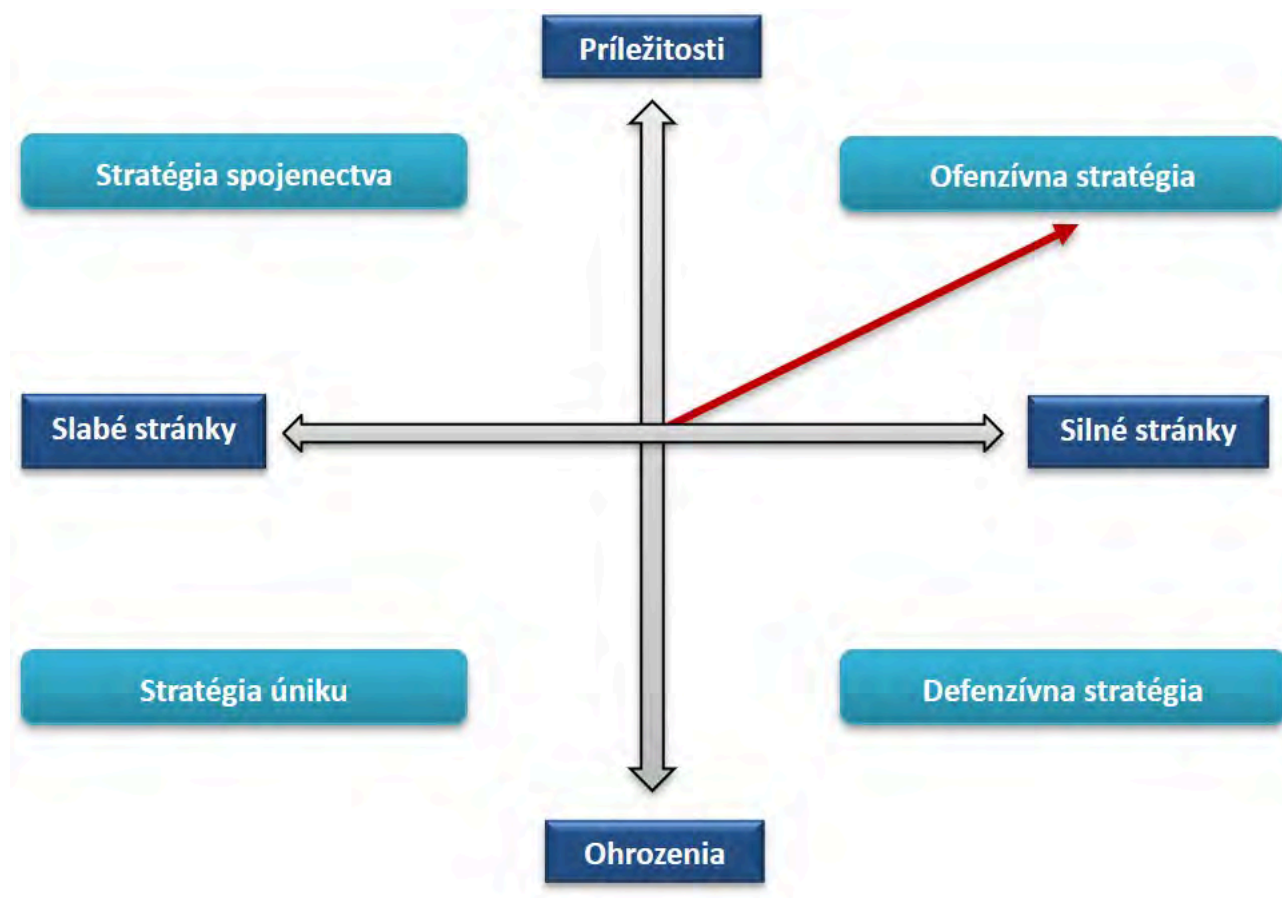 Príležitosti
Stratégia spojenectva
Ofenzívna stratégia
Slabé stránky
Silné stránky
Stratégia úniku
Defenzívna stratégia
Ohrozenia